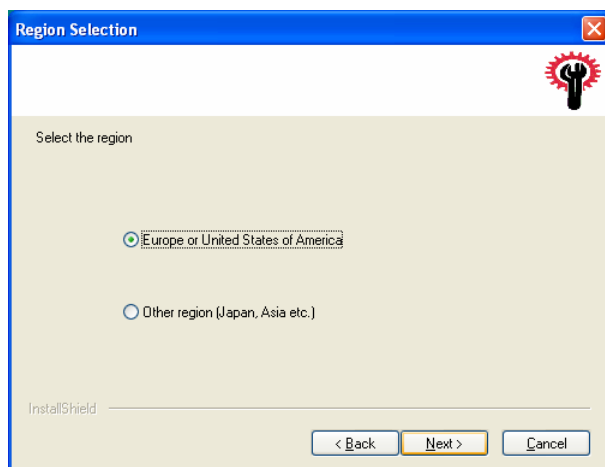 Region Selection
Select the region
Europe or United States of America
Other region (Japan, Asia etc.)
InstallShield
< Back Next > Cancel